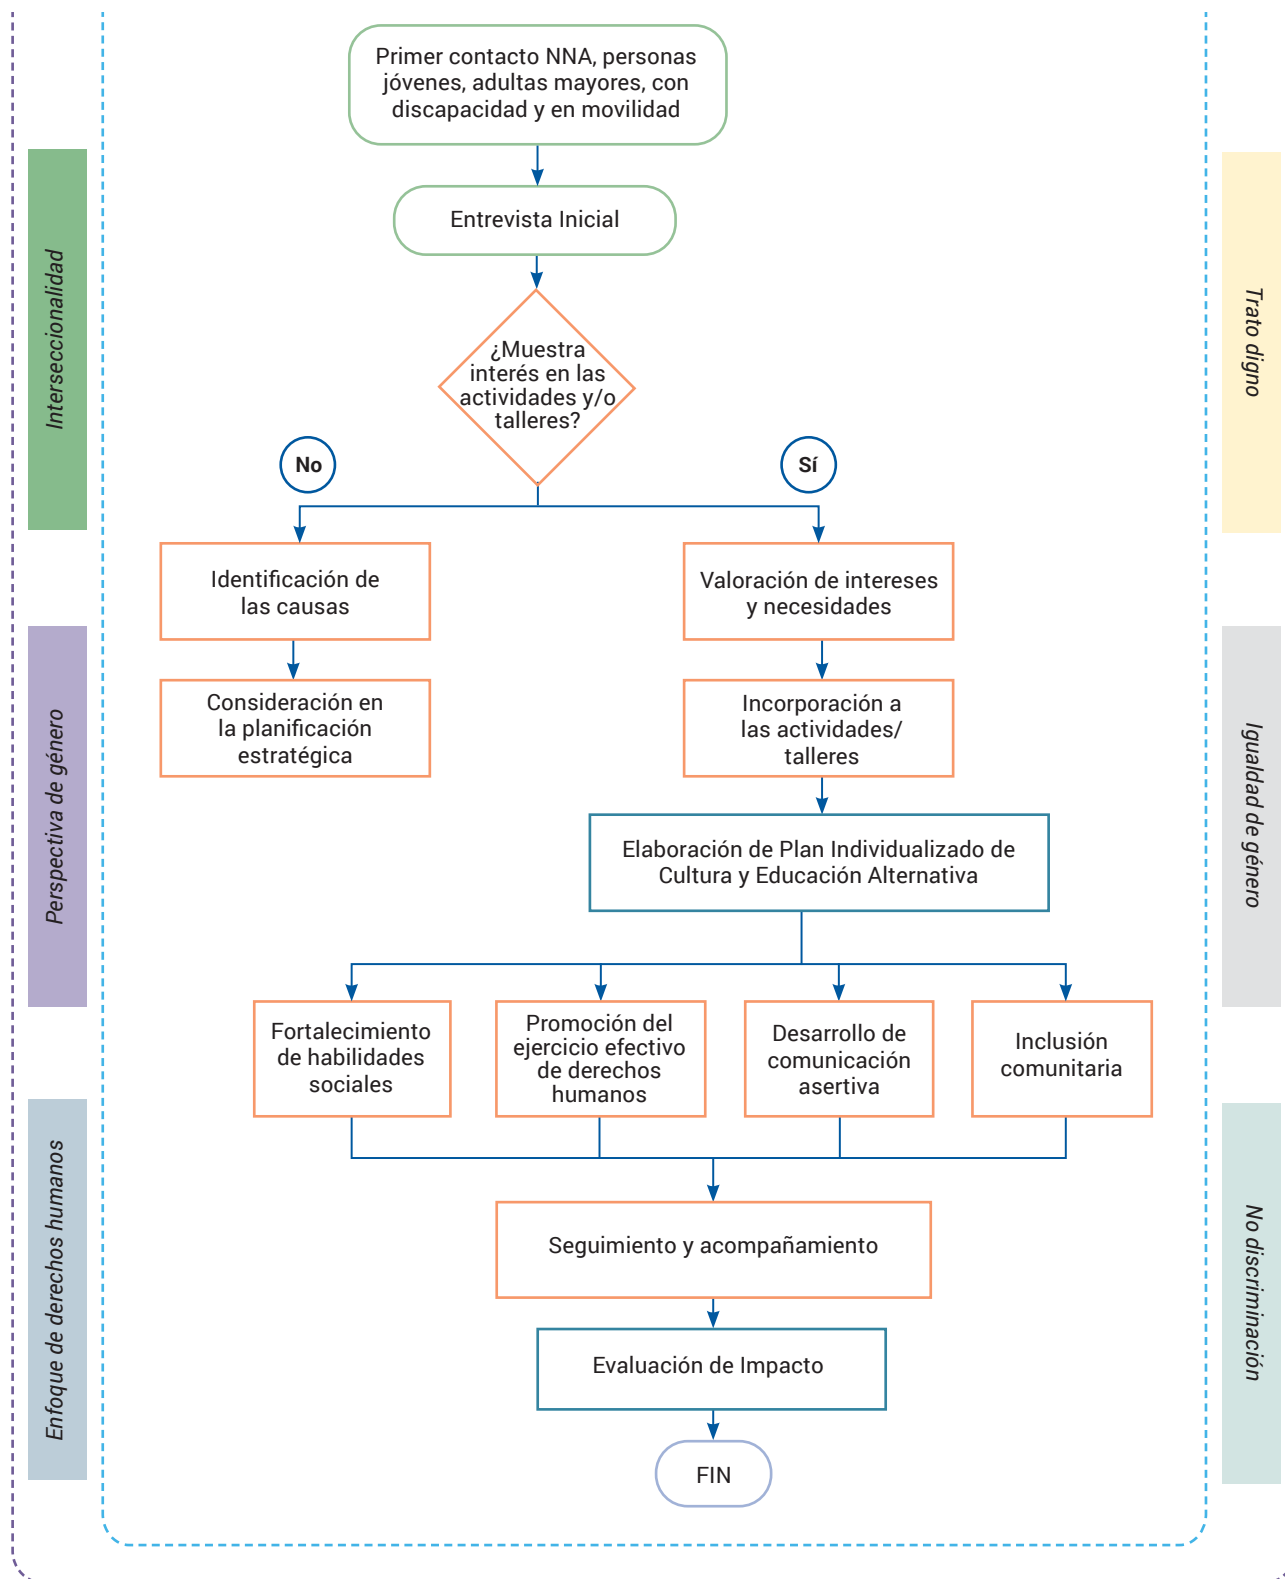 Primer contacto NNA, personas
jóvenes, adultas mayores, con
discapacidad y en movilidad
Entrevista Inicial
¿Muestra
interés en las
actividades y/o
talleres?
No
Sí
Identificación de
las causas
Valoración de intereses
y necesidades
Consideración en
la planificación
estratégica
Incorporación a
las actividades/
talleres
Elaboración de Plan Individualizado de
Cultura y Educación Alternativa
Fortalecimiento
de habilidades
sociales
Promoción del
ejercicio efectivo
de derechos
humanos
Desarrollo de
comunicación
asertiva
Inclusión
comunitaria
Seguimiento y acompañamiento
Evaluación de Impacto
FIN
Interseccionalidad
Perspectiva de género
Enfoque de derechos humanos
Trato digno
Igualdad de género
No discriminación